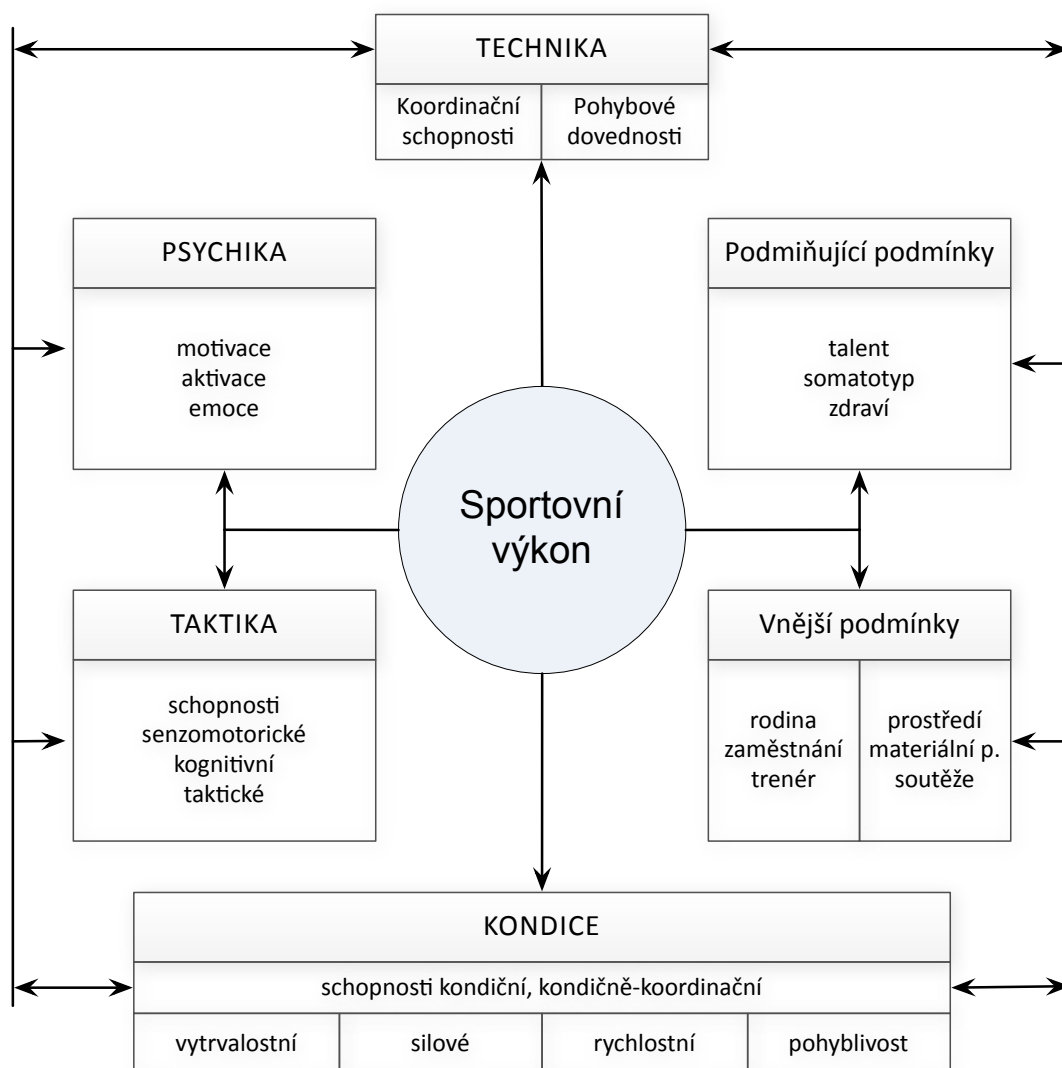 TECHNIKA
Koordinační
schopnosti
Pohybové
dovednosti
PSYCHIKA
motivace
aktivace
emoce
Podmiňující podmínky
talent
somatotyp
zdraví
Sportovní
výkon
TAKTIKA
schopnosti
senzomotorické
kognitivní
taktické
Vnější podmínky
rodina
zaměstnání
trenér
prostředí
materiální p.
soutěže
KONDICE
schopnosti kondiční, kondičně-koordinační
vytrvalostní
silové
rychlostní
pohyblivost